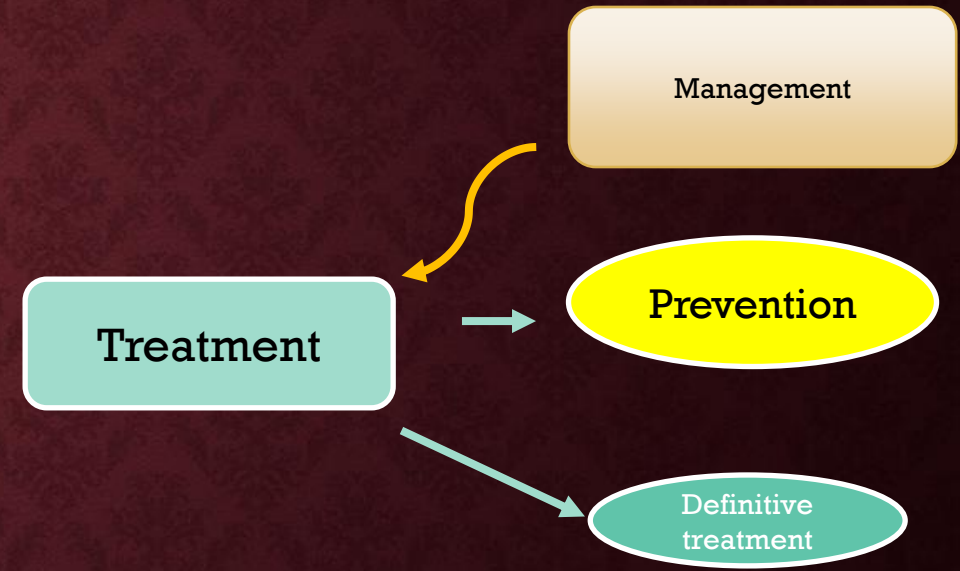 Management
Prevention
Treatment
Definitive
treatment